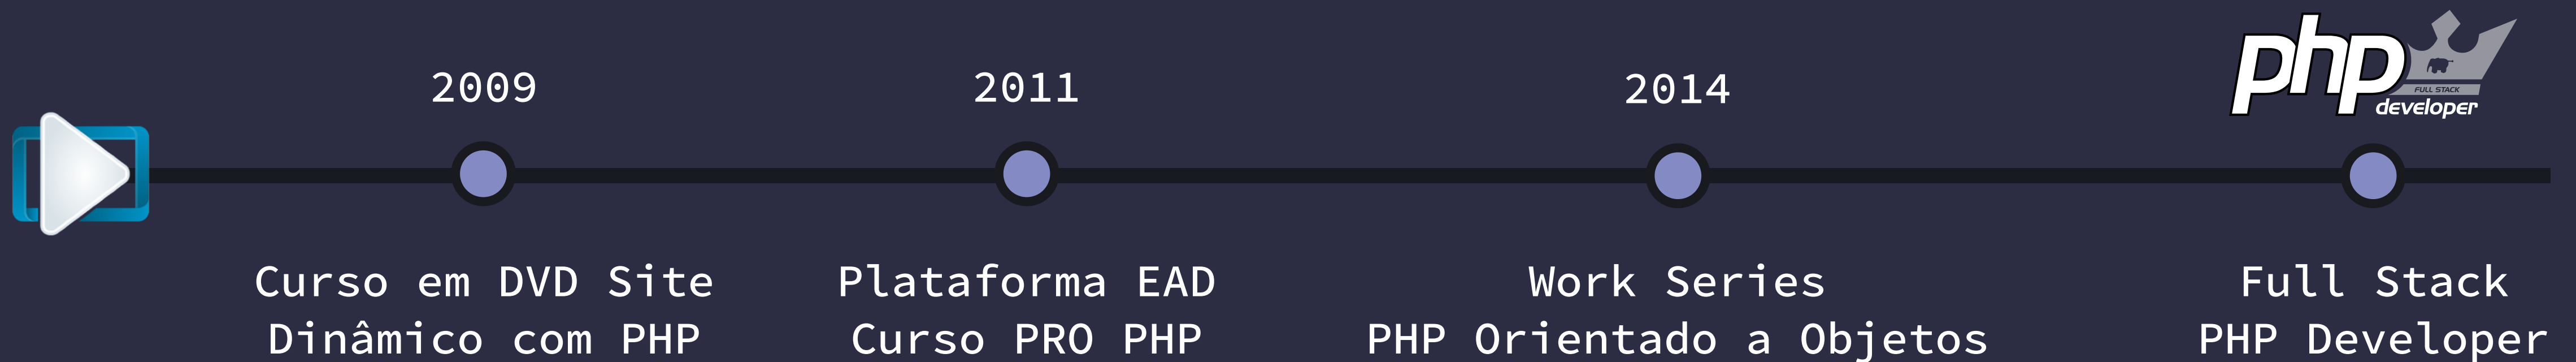 2009
Curso em DVD Site
Dinâmico com PHP
2011
Plataforma EAD
Curso PRO PHP
2014
Work Series
PHP Orientado a Objetos
php
FULL STACK
developer
Full Stack
PHP Developer